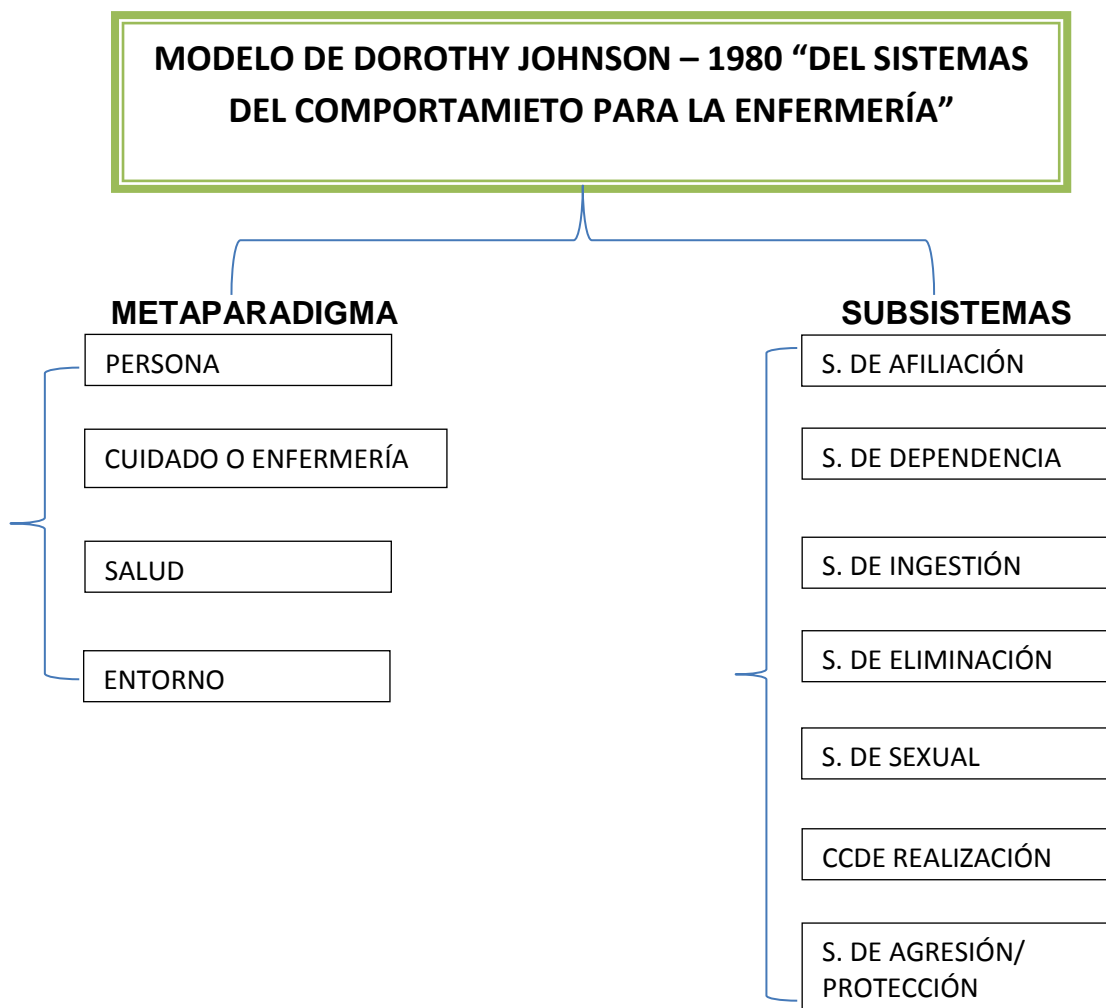 MODELO DE DOROTHY JOHNSON – 1980 “DEL SISTEMAS
DEL COMPORTAMIETO PARA LA ENFERMERÍA”
METAPARADIGMA
PERSONA
CUIDADO O ENFERMERÍA
SALUD
ENTORNO
SUBSISTEMAS
S. DE AFILIACIÓN
S. DE DEPENDENCIA
S. DE INGESTIÓN
S. DE ELIMINACIÓN
S. DE SEXUAL
CCDE REALIZACIÓN
S. DE AGRESIÓN/
PROTECCIÓN